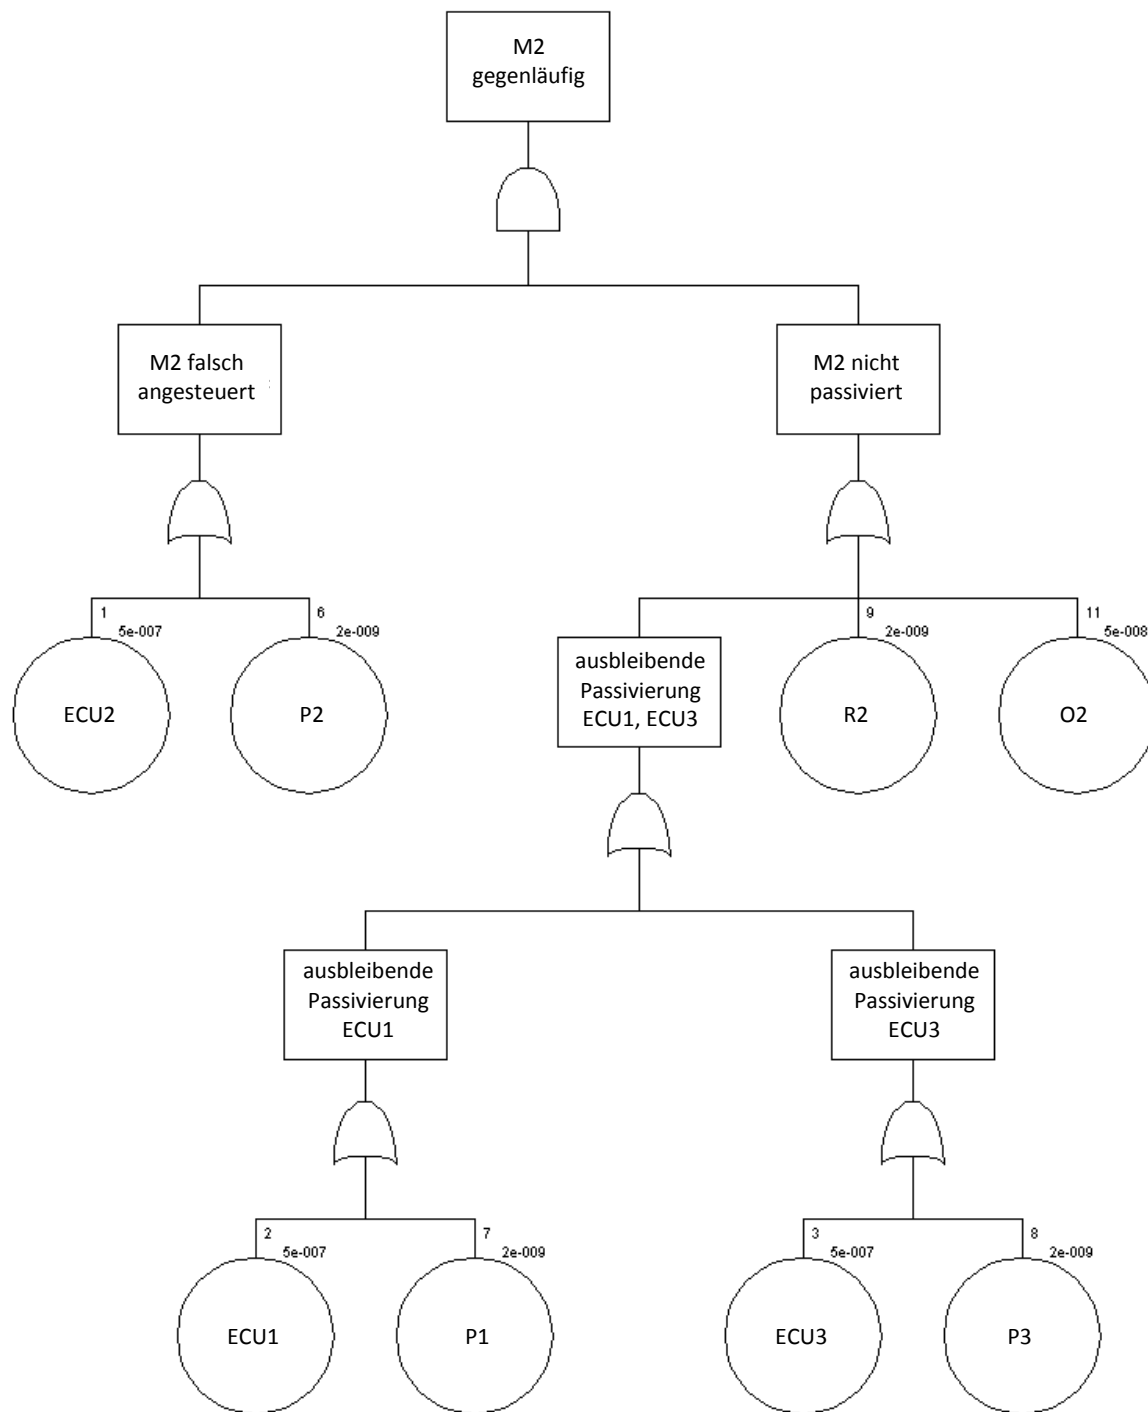 M2
gegenläufig
M2 falsch
angesteuert
M2 nicht
passiviert
1
5e-007
6
2e-009
9
2e-009
11
5e-008
ECU2
P2
ausbleibende
Passivierung
ECU1, ECU3
R2
O2
ausbleibende
Passivierung
ECU1
ausbleibende
Passivierung
ECU3
2
5e-007
7
2e-009
3
5e-007
8
2e-009
ECU1
P1
ECU3
P3